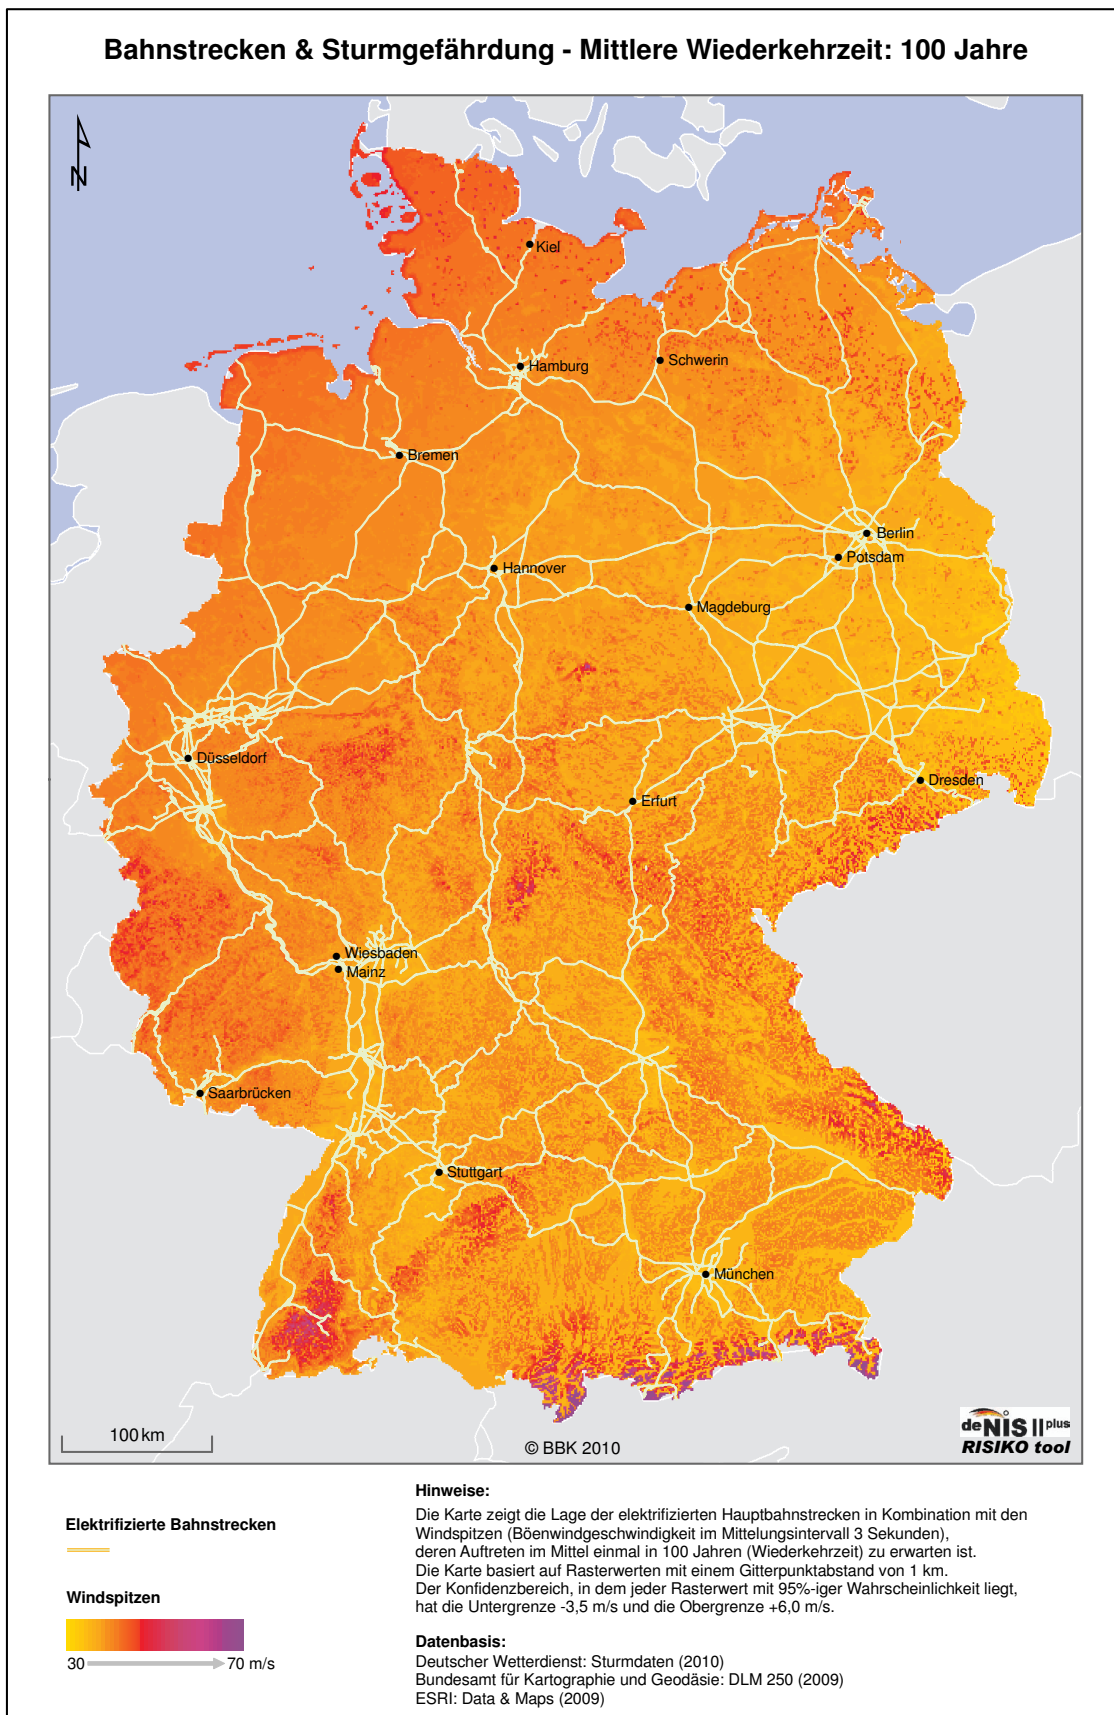 Bahnstrecken & Sturmgefährdung - Mittlere Wiederkehrzeit: 100 Jahre
N
Kiel
Hamburg
Schwerin
Bremen
Berlin
Potsdam
Hannover
Magdeburg
Düsseldorf
Dresden
Erfurt
Wiesbaden
Mainz
Saarbrücken
Stuttgart
München
100 km
© BBK 2010
deNIS II plus
RISIKO tool
Elektrifizierte Bahnstrecken
Windspitzen
30 70 m/s
Hinweise:
Die Karte zeigt die Lage der elektrifizierten Hauptbahnstrecken in Kombination mit den
Windspitzen (Böenwindgeschwindigkeit im Mittelungsintervall 3 Sekunden),
deren Auftreten im Mittel einmal in 100 Jahren (Wiederkehrzeit) zu erwarten ist.
Die Karte basiert auf Rasterwerten mit einem Gitterpunktabstand von 1 km.
Der Konfidenzbereich, in dem jeder Rasterwert mit 95%-iger Wahrscheinlichkeit liegt,
hat die Untergrenze -3,5 m/s und die Obergrenze +6,0 m/s.
Datenbasis:
Deutscher Wetterdienst: Sturmdaten (2010)
Bundesamt für Kartographie und Geodäsie: DLM 250 (2009)
ESRI: Data & Maps (2009)